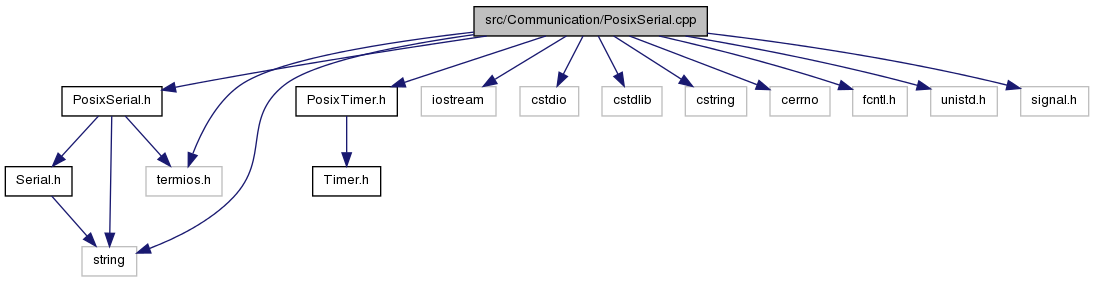 src/Communication/PosixSerial.cpp
PosixSerial.h
PosixTimer.h
iostream
cstdio
cstdlib
cstring
cerrno
fcntl.h
unistd.h
signal.h
Serial.h
termios.h
Timer.h
string